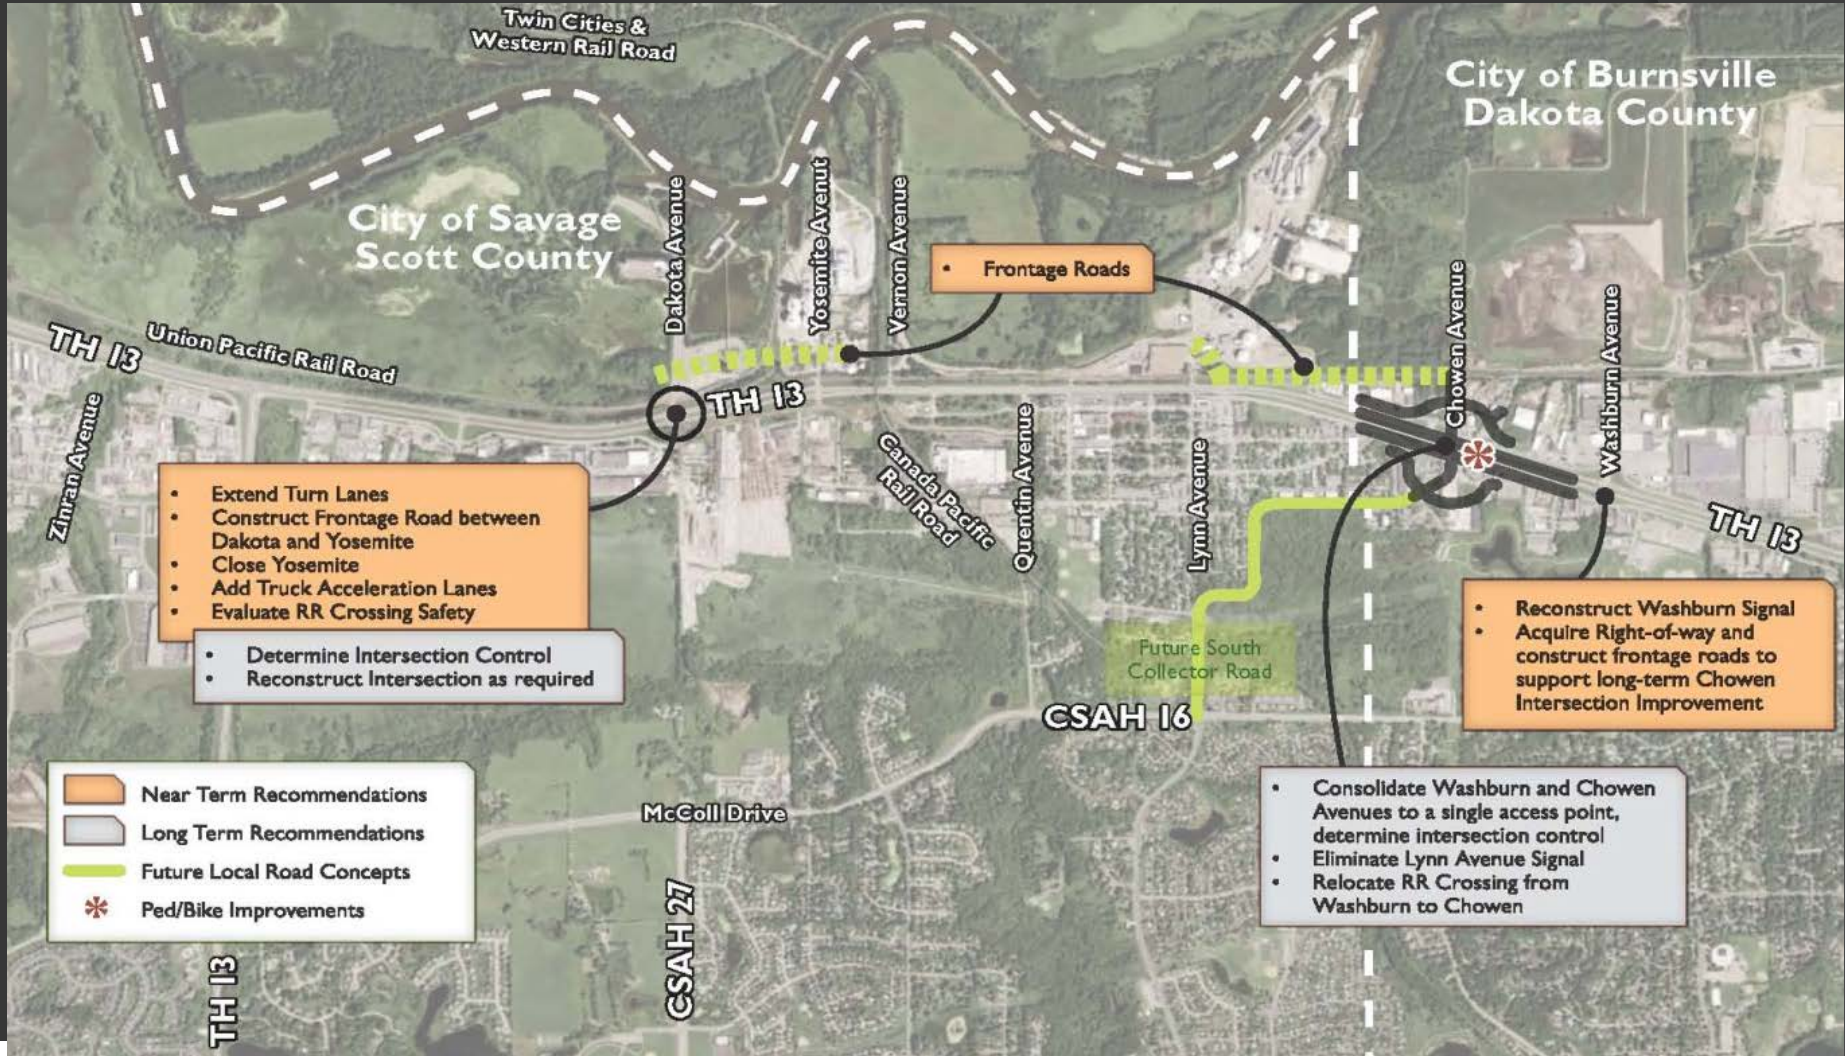 Twin Cities &
Western Rail Road
City of Burnsville
Dakota County
City of Savage
Scott County
Dakota Avenue
Yosemite Avenut
Vernon Avenue
• Frontage Roads
Chowen Avenue
Washburn Avenue
TH 13
Union Pacific Rail Road
TH 13
Zinran Avenue
Canada Pacific
Rail Road
Quentin Avenue
Lynn Avenue
TH 13
• Extend Turn Lanes
• Construct Frontage Road between
Dakota and Yosemite
• Close Yosemite
• Add Truck Acceleration Lanes
• Evaluate RR Crossing Safety
• Determine Intersection Control
• Reconstruct Intersection as required
• Reconstruct Washburn Signal
• Acquire Right-of-way and
construct frontage roads to
support long-term Chowen
Intersection Improvement
Future South
Collector Road
CSAH 16
• Consolidate Washburn and Chowen
Avenues to a single access point,
determine intersection control
• Eliminate Lynn Avenue Signal
• Relocate RR Crossing from
Washburn to Chowen
McColl Drive
CSAH 27
Near Term Recommendations
Long Term Recommendations
Future Local Road Concepts
Ped/Bike Improvements
TH 13